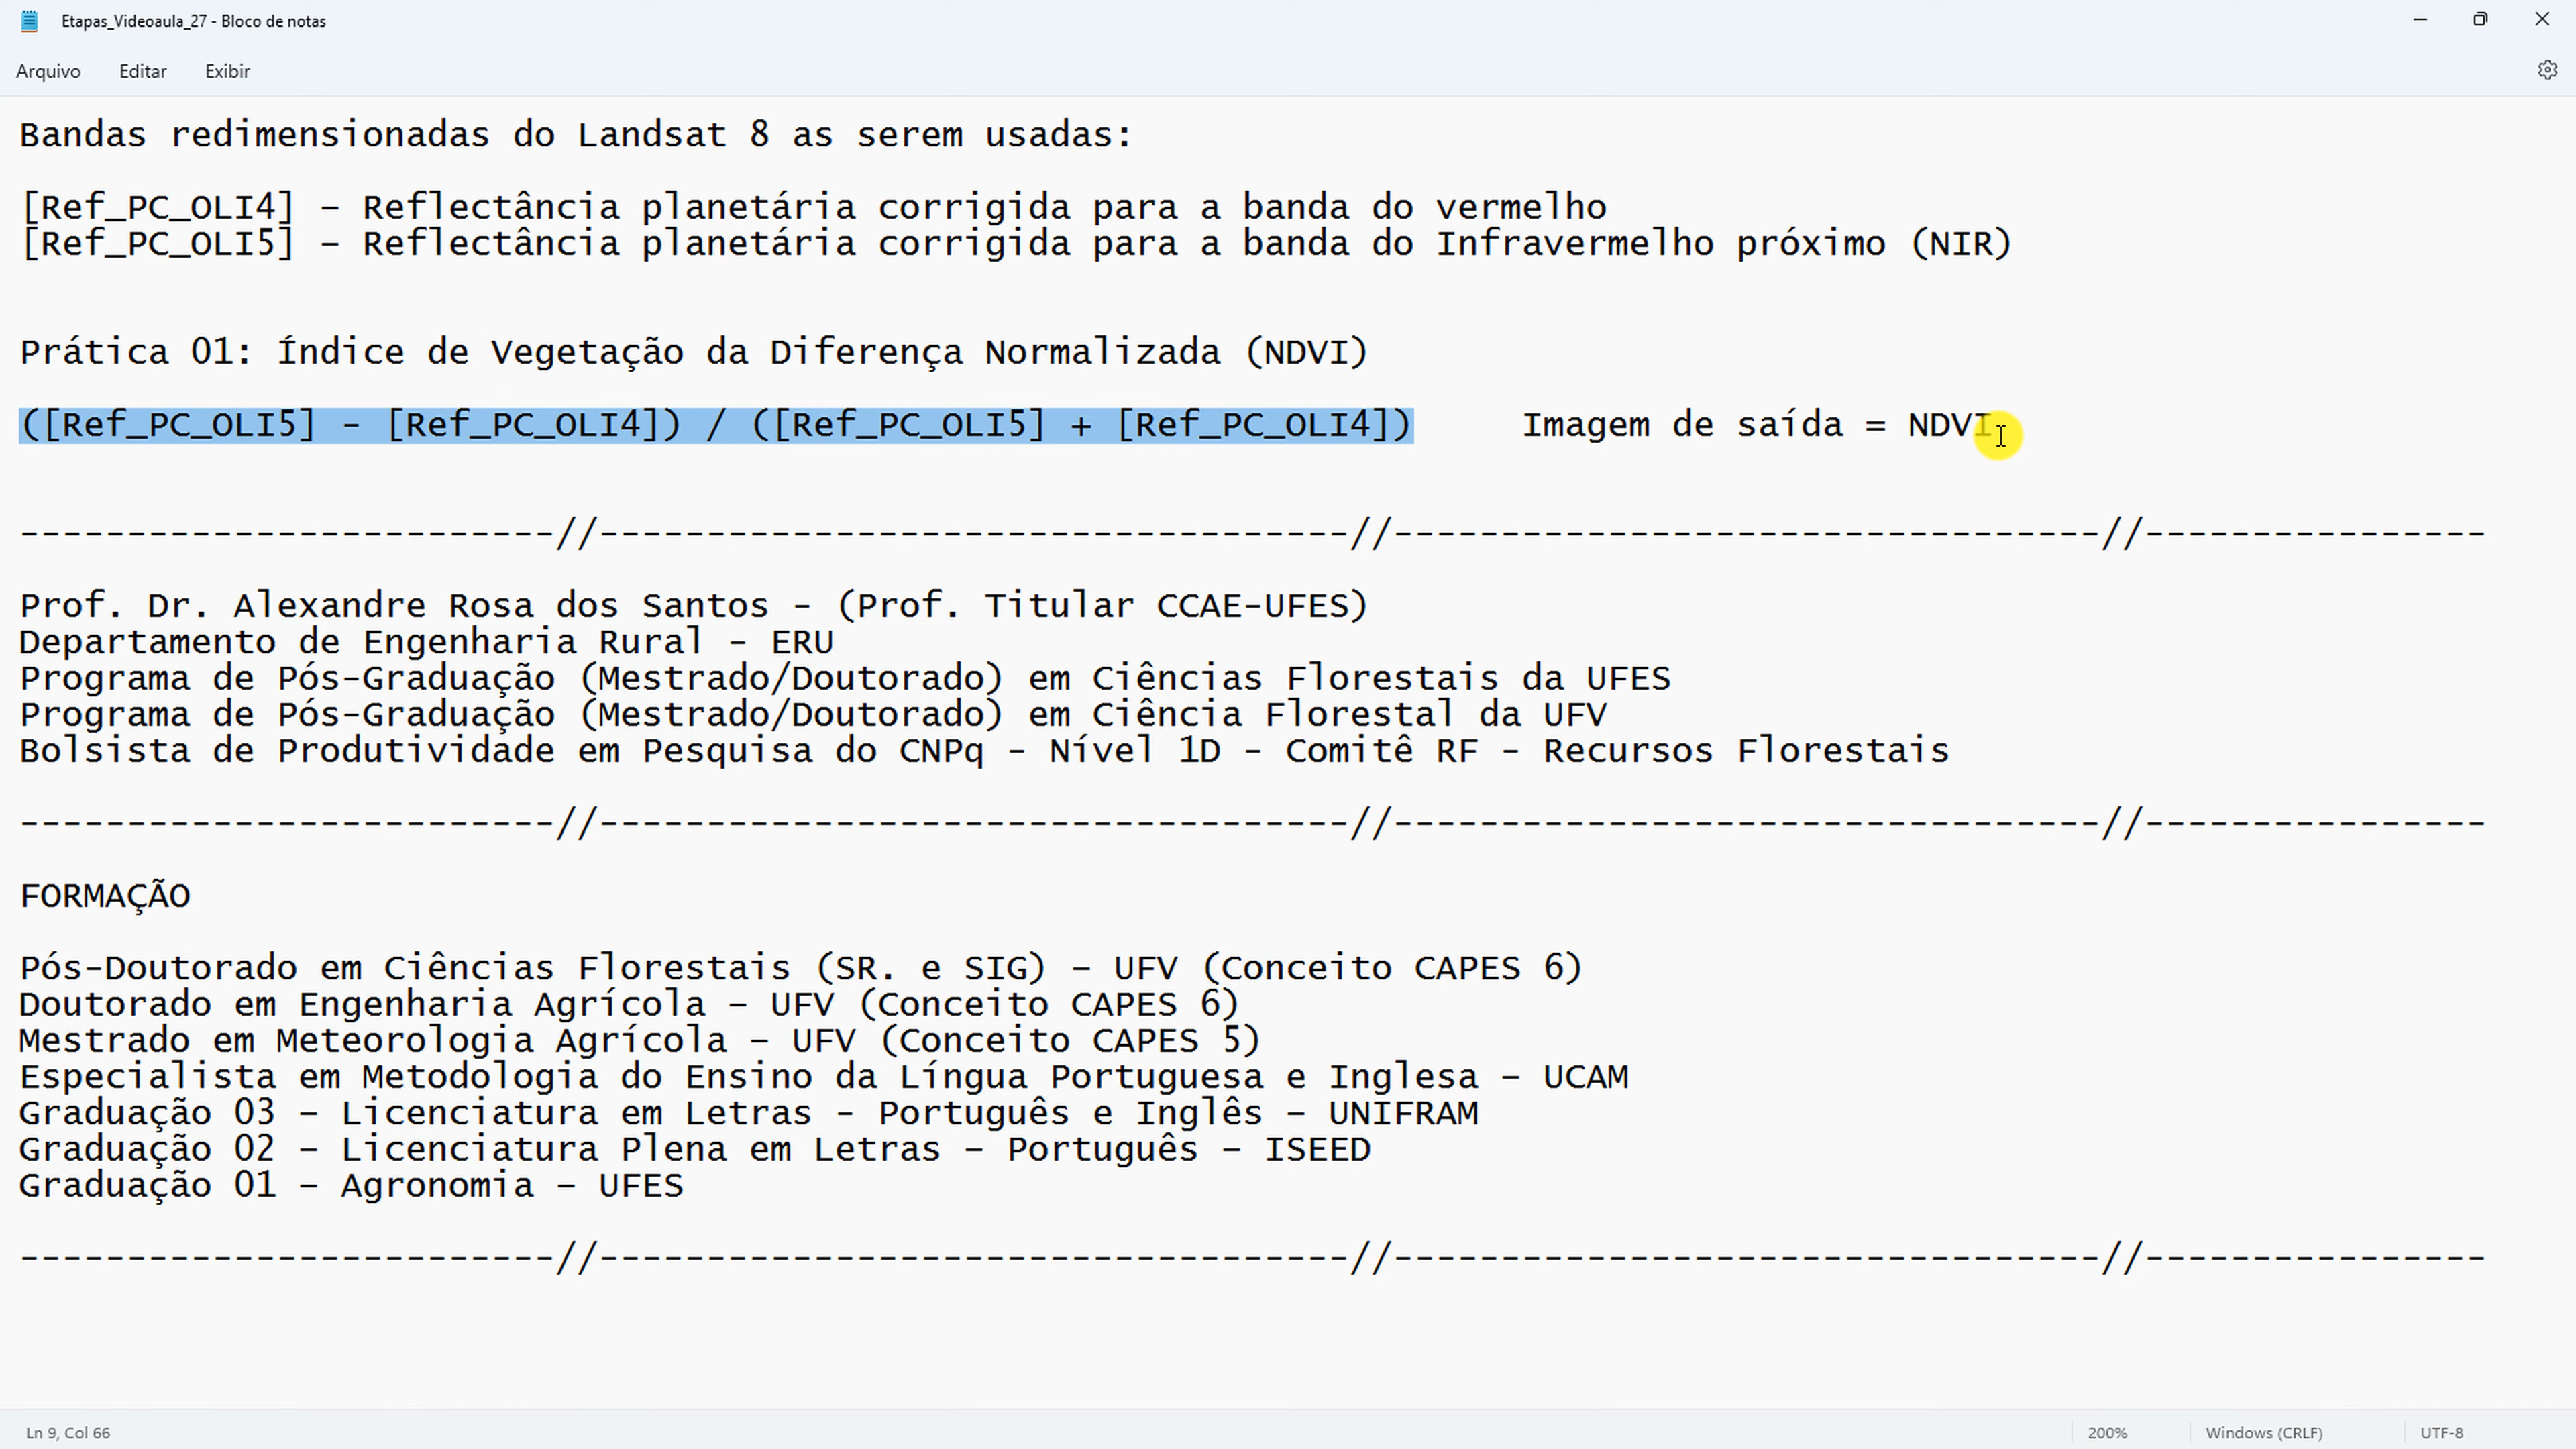 Etapas_Videoaula_27 - Bloco de notas
Arquivo Editar Exibir
Bandas redimensionadas do Landsat 8 as serem usadas:
[Ref_PC_OLI4] – Reflectância planetária corrigida para a banda do vermelho
[Ref_PC_OLI5] – Reflectância planetária corrigida para a banda do Infravermelho próximo (NIR)
Prática 01: Índice de Vegetação da Diferença Normalizada (NDVI)
([Ref_PC_OLI5] - [Ref_PC_OLI4]) / ([Ref_PC_OLI5] + [Ref_PC_OLI4]) Imagem de saída = NDVI
-------------------------//-----------------------------------//---------------------------------//----------------
Prof. Dr. Alexandre Rosa dos Santos - (Prof. Titular CCAE-UFES)
Departamento de Engenharia Rural - ERU
Programa de Pós-Graduação (Mestrado/Doutorado) em Ciências Florestais da UFES
Programa de Pós-Graduação (Mestrado/Doutorado) em Ciência Florestal da UFV
Bolsista de Produtividade em Pesquisa do CNPq - Nível 1D - Comitê RF - Recursos Florestais
-------------------------//-----------------------------------//---------------------------------//----------------
FORMAÇÃO
Pós-Doutorado em Ciências Florestais (SR. e SIG) – UFV (Conceito CAPES 6)
Doutorado em Engenharia Agrícola – UFV (Conceito CAPES 6)
Mestrado em Meteorologia Agrícola – UFV (Conceito CAPES 5)
Especialista em Metodologia do Ensino da Língua Portuguesa e Inglesa – UCAM
Graduação 03 – Licenciatura em Letras - Português e Inglês – UNIFRAM
Graduação 02 – Licenciatura Plena em Letras – Português – ISEED
Graduação 01 – Agronomia – UFES
-------------------------//-----------------------------------//---------------------------------//----------------
Ln 9, Col 66 200% Windows (CRLF) UTF-8